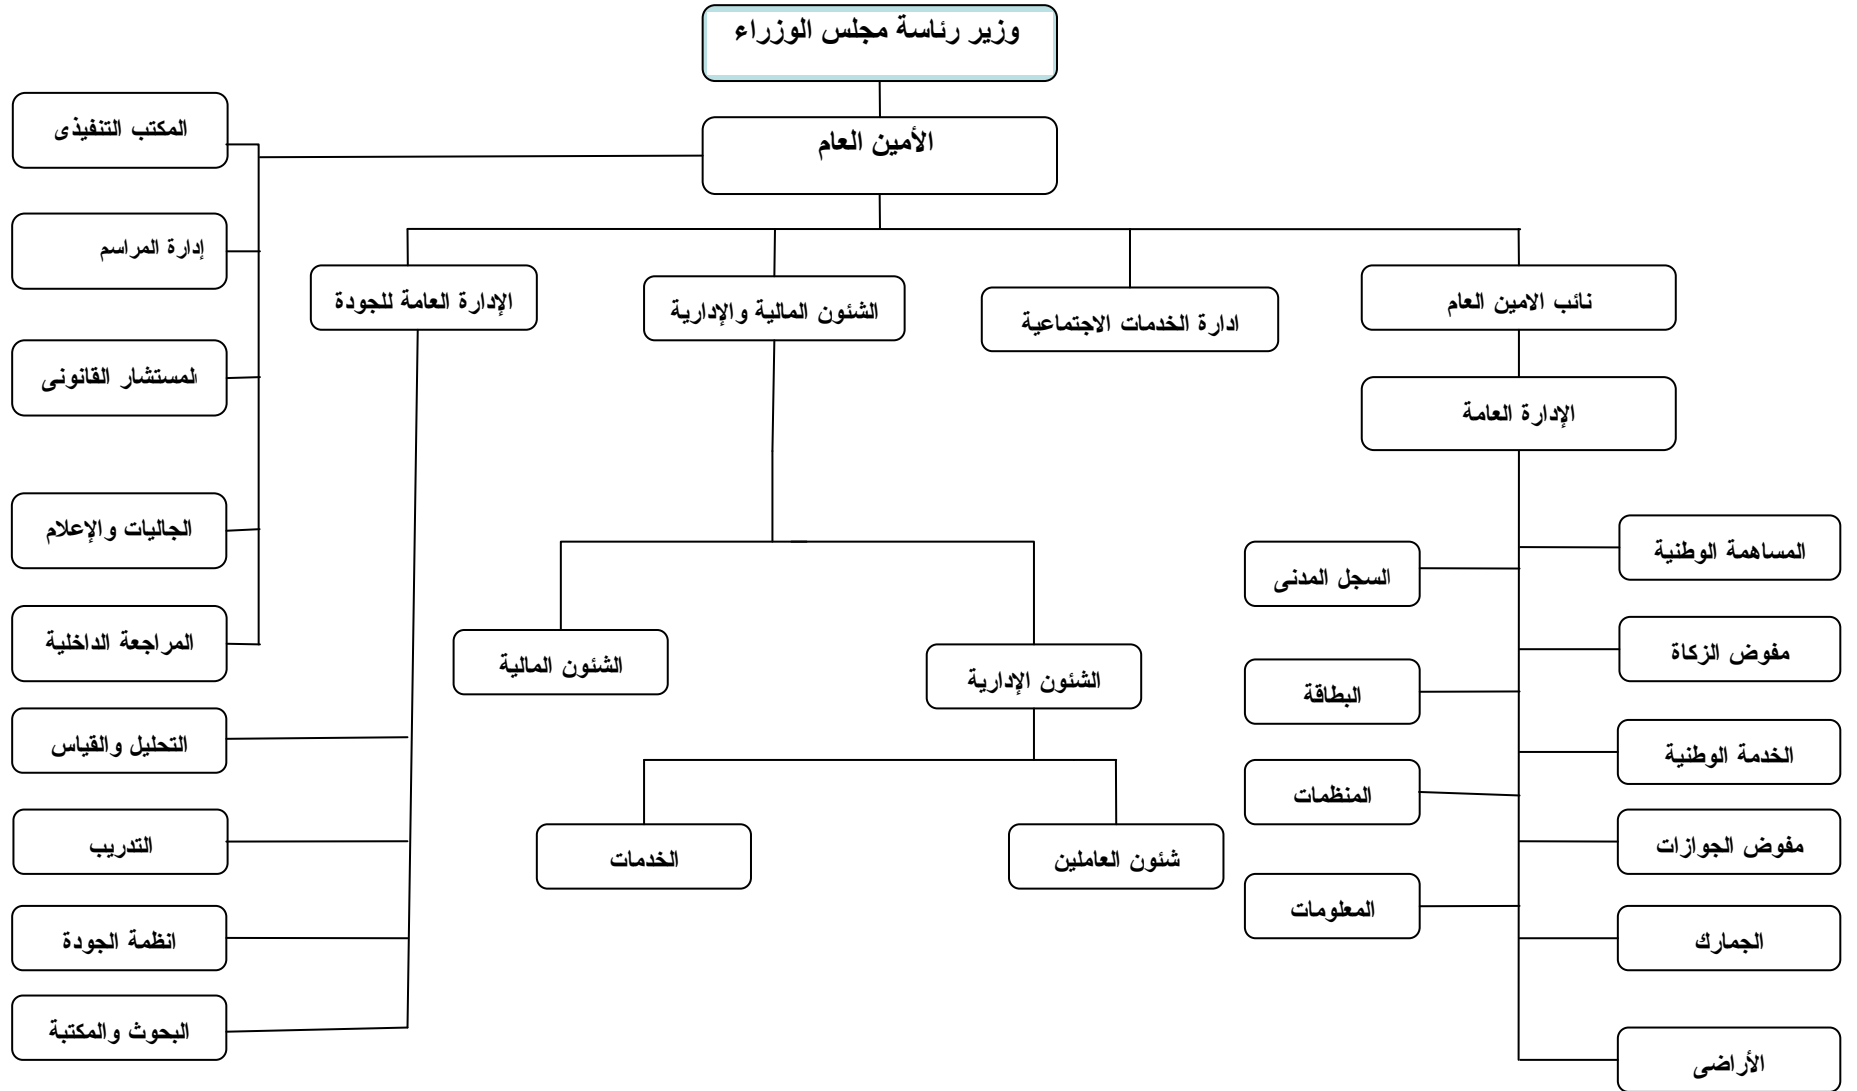 وزير رئاسة مجلس الوزراء
الأمين العام
المكتب التنفيذى
إدارة المراسم
لمستشار القانونى
الجاليات والإعلام
المراجعة الداخلية
نائب الامين العام
ادارة الخدمات الاجتماعية
الشئون المالية والإدارية
الإدارة العامة للجودة
الإدارة العامة
المساهمة الوطنية
مفوض الزكاة
الخدمة الوطنية
مفوض الجوازات
الجمارك
الأراضى
السجل المدنى
البطاقة
المنظمات
المعلومات
الشئون الإدارية
الشئون المالية
شئون العاملين
الخدمات
التحليل والقياس
التدريب
انظمة الجودة
البحوث والمكتبة